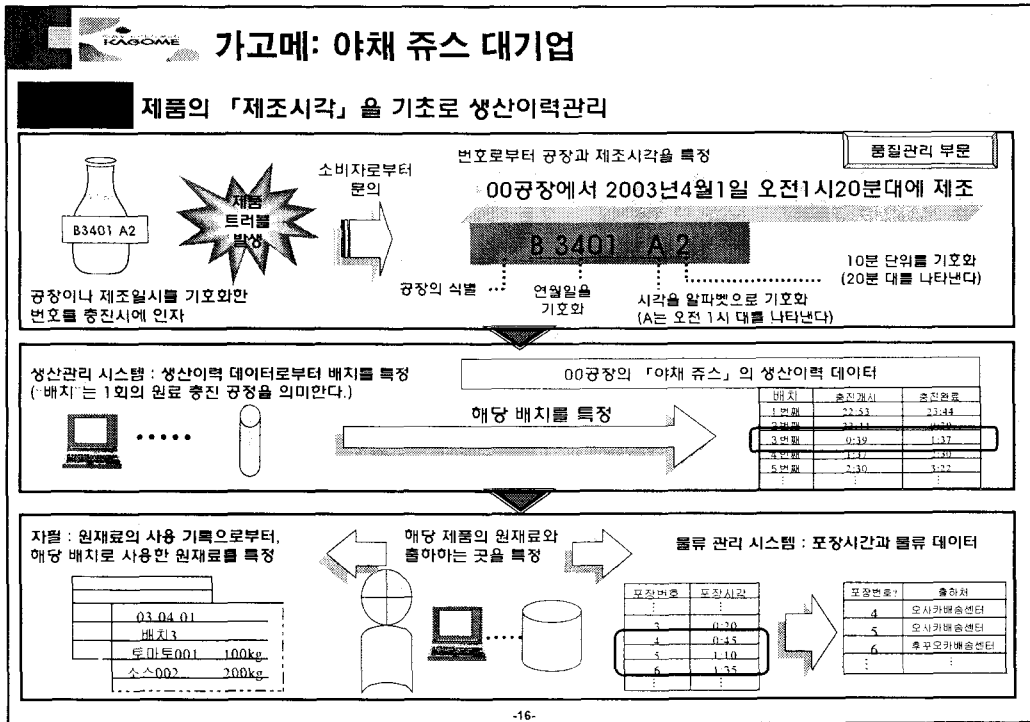 KAGOME
가고메: 야채 쥬스 대기업
제품의 「제조시각」을 기초로 생산이력관리
품질관리 부문
번호로부터 공장과 제조시각을 특정
소비자로부터
문의
00공장에서 2003년4월1일 오전1시20분대에 제조
제품
트러블
발생
B3401 A2
B 3401 A 2
10분 단위를 기호화
(20분 대를 나타낸다)
공장의 식별
연월일을
기호화
시각을 알파벳으로 기호화
(A는 오전 1시 대를 나타낸다)
공장이나 제조일시를 기호화한
번호를 충진시에 인자
생산관리 시스템 : 생산이력 데이터로부터 배치를 특정
("배치"는 1회의 원료 충진 공정을 의미한다.)
00공장의 「야채 쥬스」의 생산이력 데이터
해당 배치를 특정
배치 충진개시 충진완료
1번째 22:53 23:44
2번째
3번째 0:39 1:37
4번째 1:37 2:30
5번째 2:30 3:22
자헐 : 원재료의 사용 기록으로부터,
해당 배치로 사용한 원재료를 특정
해당 제품의 원재료와
출하하는 곳을 특정
물류 관리 시스템 : 포장시간과 물류 데이터
03 04 01
배치3
토마토001 100kg
소스002 200kg
포장번호 포장시각
3 0:20
4 0:45
5 1:10
6 1:35
포장번호? 출하처
4 오사카배송센터
5 오사카배송센터
6 후꾸오카배송센터
-16-